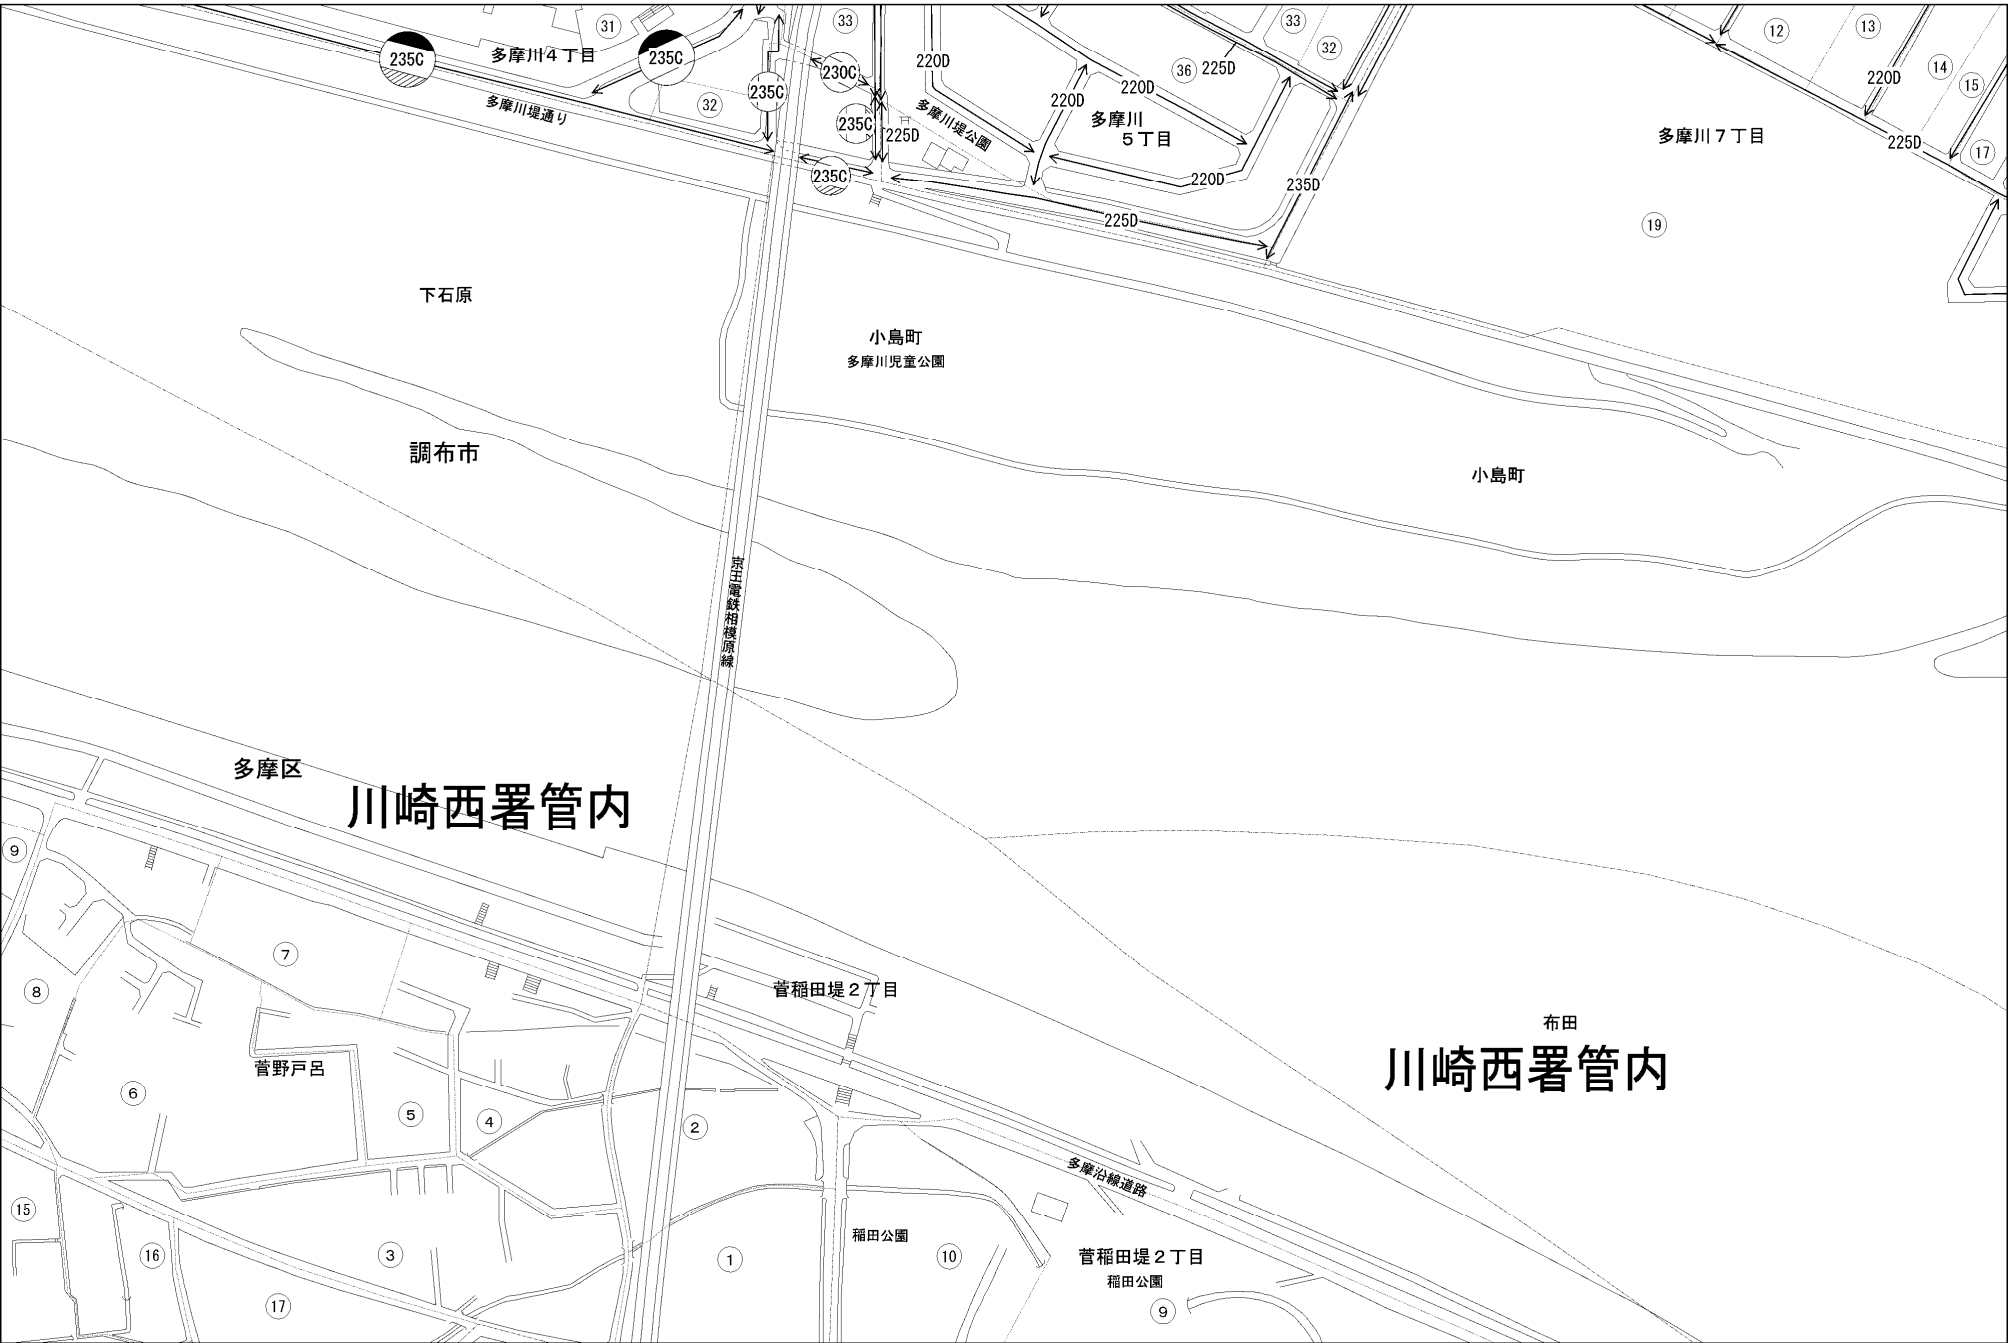 31
33
33
32
12
13
14
15
17
235C
多摩川４丁目
235C
235C
230C
220D
36
225D
220D
220D
220D
多摩川堤通り
32
235C
225D
多摩川堤公園
多摩川
５丁目
多摩川７丁目
225D
235C
220D
235D
225D
19
下石原
小島町
多摩川児童公園
調布市
小島町
京王電鉄相模原線
多摩区
川崎西署管内
9
7
8
菅稲田堤２丁目
布田
川崎西署管内
菅野戸呂
6
5
4
2
多摩沿線道路
15
16
3
1
稲田公園
10
菅稲田堤２丁目
稲田公園
17
9